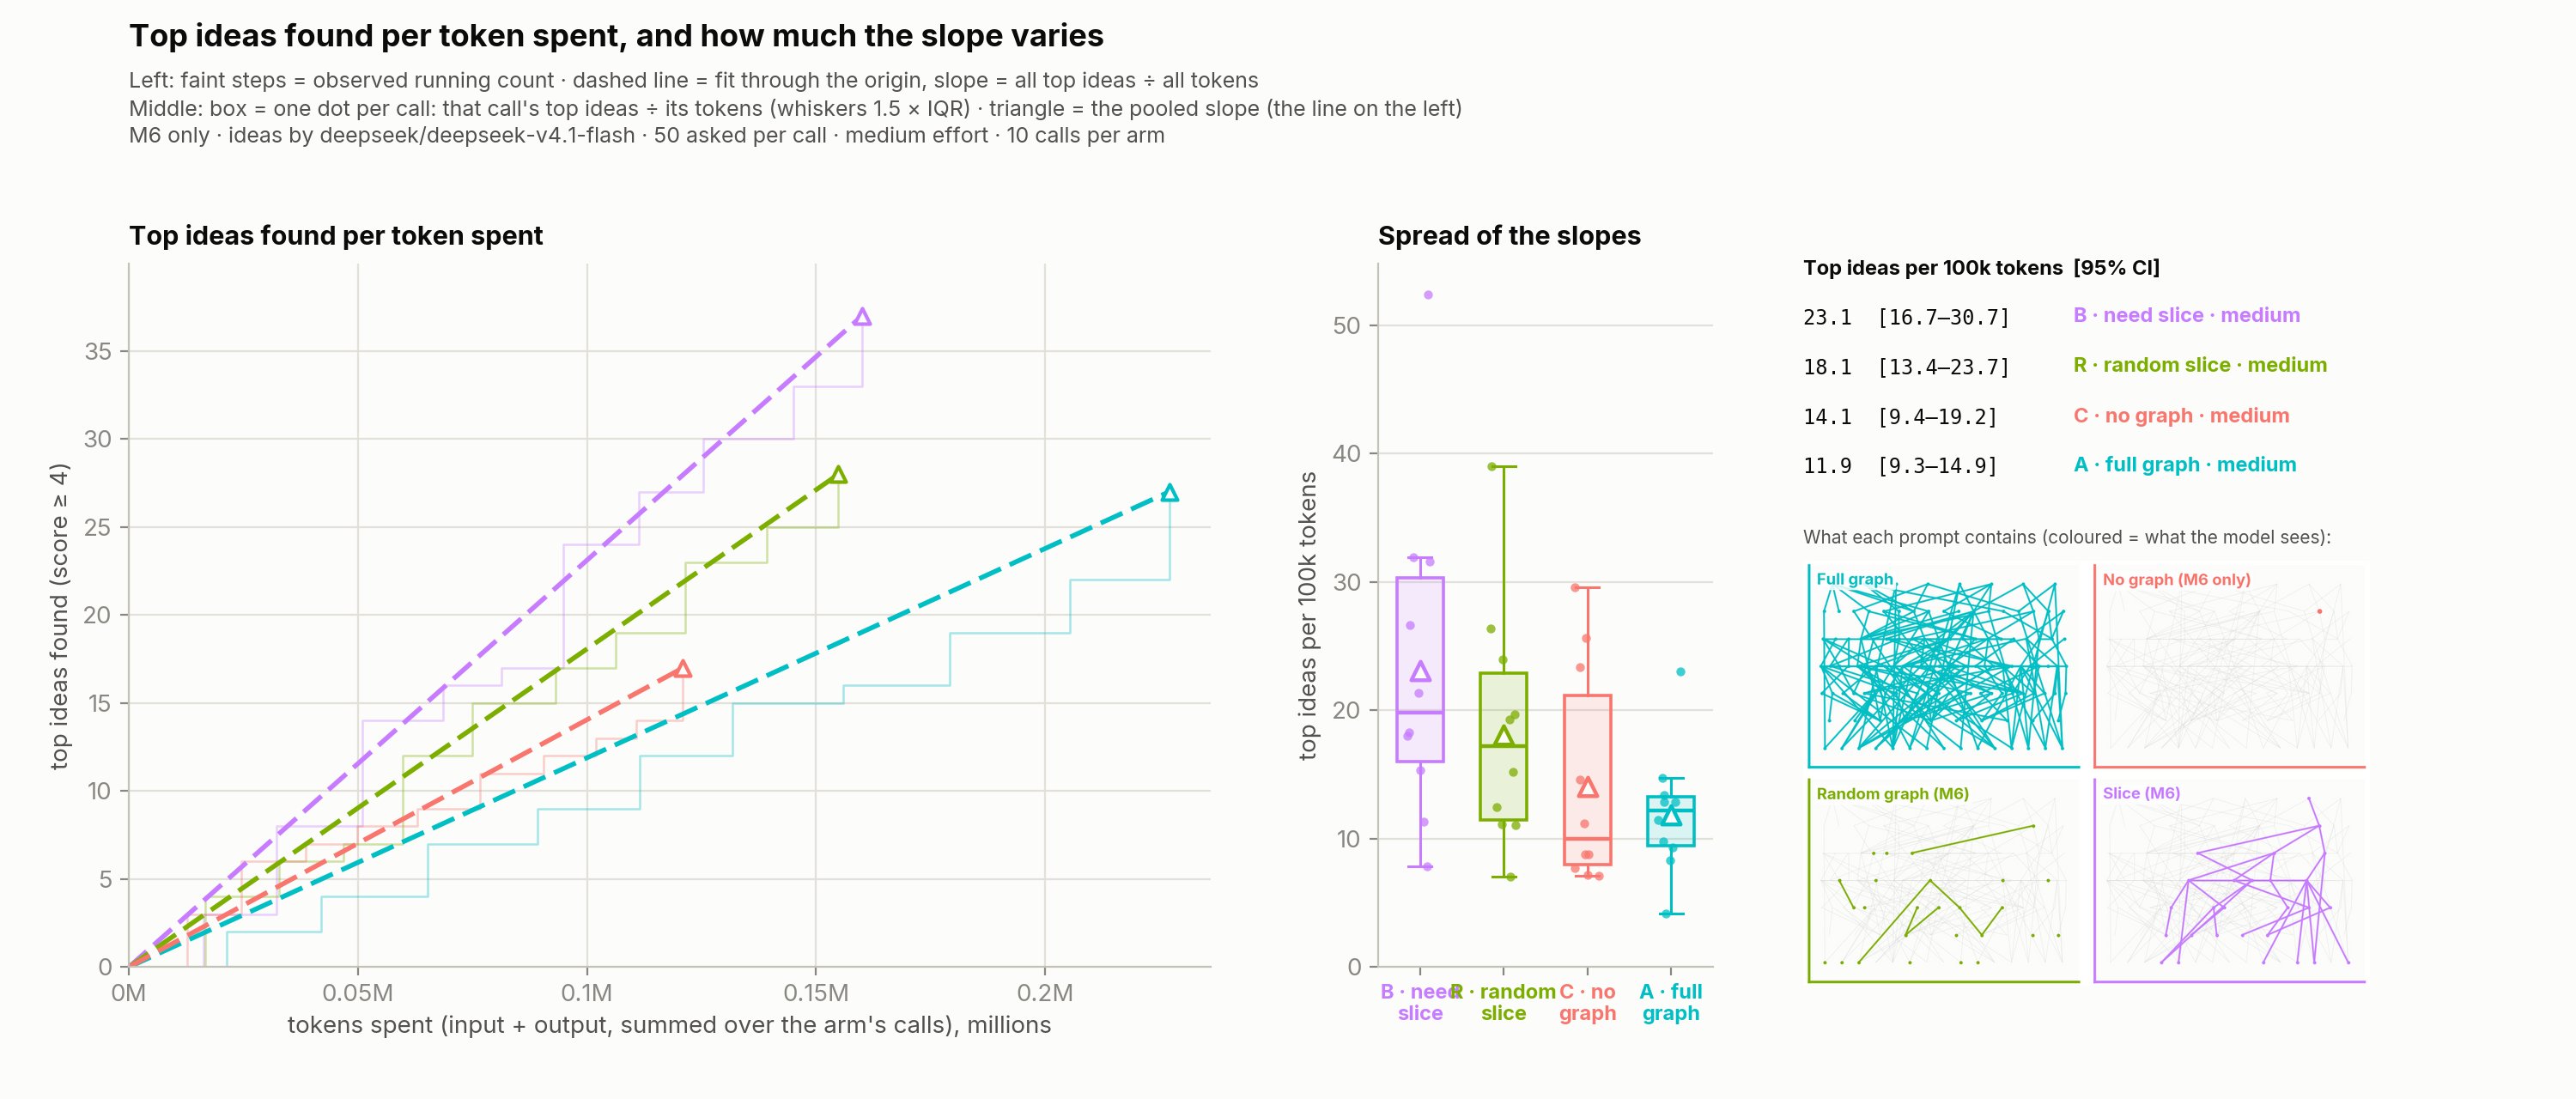 Top ideas found per token spent, and how much the slope varies
Left: faint steps = observed running count · dashed line = fit through the origin, slope = all top ideas ÷ all tokens
Middle: box = one dot per call: that call's top ideas ÷ its tokens (whiskers 1.5 × IQR) · triangle = the pooled slope (the line on the left)
M6 only · ideas by deepseek/deepseek-v4.1-flash · 50 asked per call · medium effort · 10 calls per arm
Top ideas found per token spent
top ideas found (score ≥ 4)
35
30
25
20
15
10
5
0
0M
0.05M
0.1M
0.15M
0.2M
tokens spent (input + output, summed over the arm's calls), millions
Spread of the slopes
top ideas per 100k tokens
50
40
30
20
10
0
B · need
slice
R · random
slice
C · no
graph
A · full
graph
Top ideas per 100k tokens [95% CI]
23.1 [16.7–30.7] B · need slice · medium
18.1 [13.4–23.7] R · random slice · medium
14.1 [9.4–19.2] C · no graph · medium
11.9 [9.3–14.9] A · full graph · medium
What each prompt contains (coloured = what the model sees):
Full graph
No graph (M6 only)
Random graph (M6)
Slice (M6)